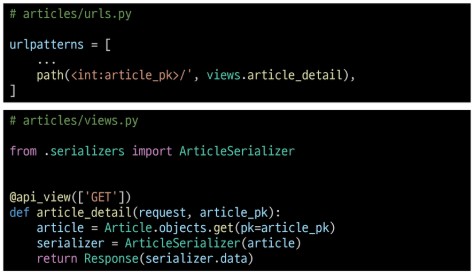 # articles/urls.py
urlpatterns = [
...
path(<int:article_pk>/', views.article_detail),
]
# articles/views.py
from .serializers import ArticleSerializer
@api_view(['GET'])
def article_detail(request, article_pk):
article = Article.objects.get(pk=article_pk)
serializer = ArticleSerializer(article)
return Response(serializer.data)